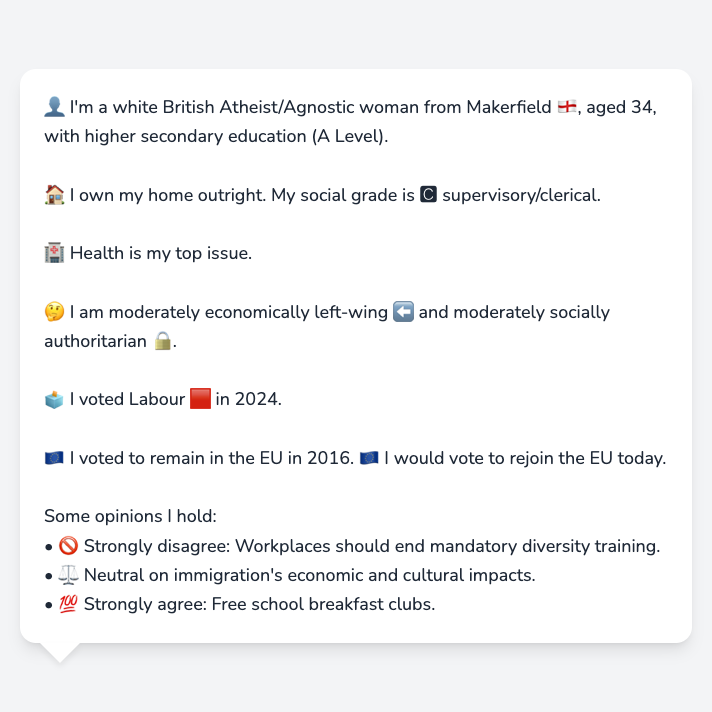 👤 I'm a white British Atheist/Agnostic woman from Makerfield 🏴󠁧󠁢󠁥󠁮󠁧󠁿, aged 34,
with higher secondary education (A Level).
🏠 I own my home outright. My social grade is 🅲 supervisory/clerical.
🏥 Health is my top issue.
🤔 I am moderately economically left-wing ⬅️ and moderately socially
authoritarian 🔒.
🗳️ I voted Labour 🟥 in 2024.
🇪🇺 I voted to remain in the EU in 2016. 🇪🇺 I would vote to rejoin the EU today.
Some opinions I hold:
• 🚫 Strongly disagree: Workplaces should end mandatory diversity training.
• ⚖️ Neutral on immigration's economic and cultural impacts.
• 💯 Strongly agree: Free school breakfast clubs.